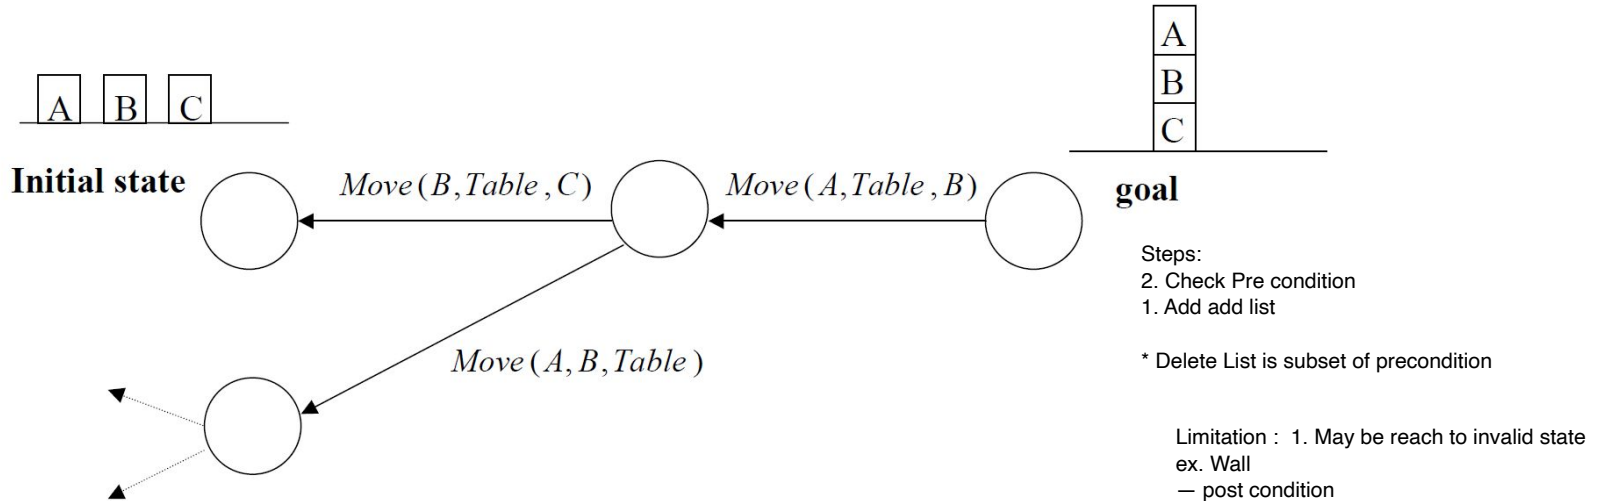 A
B
C
A B C
Initial state
Move(B,Table,C)
Move(A,Table,B)
goal
Move(A,B,Table)
Steps:
2. Check Pre condition
1. Add add list
* Delete List is subset of precondition
Limitation : 1. May be reach to invalid state
ex. Wall
— post condition